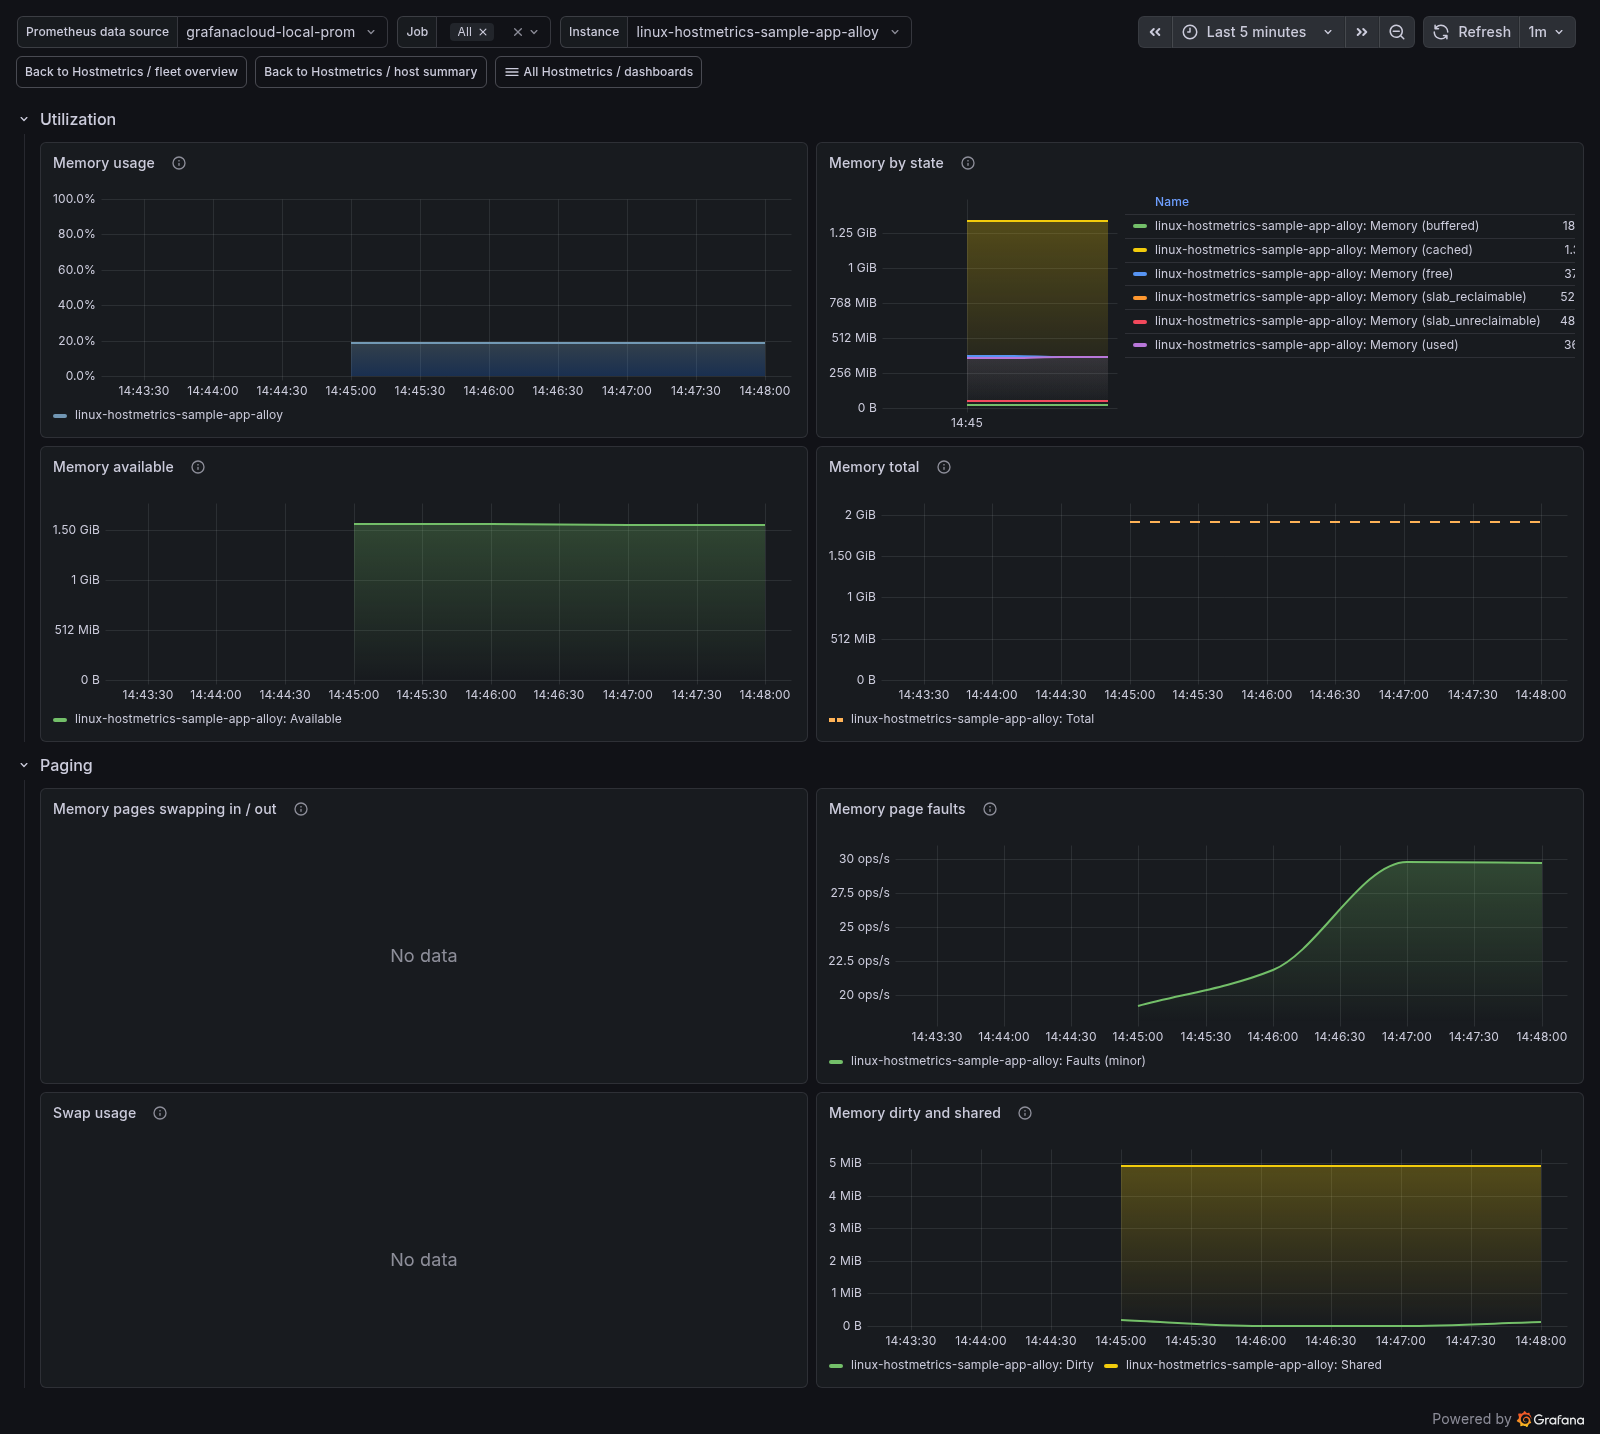 Prometheus data source grafanacloud-local-prom Job All Instance linux-hostmetrics-sample-app-alloy Last 5 minutes Refresh 1m
Back to Hostmetrics / fleet overview Back to Hostmetrics / host summary All Hostmetrics / dashboards
Utilization
Memory usage
100.0%
80.0%
60.0%
40.0%
20.0%
0.0%
14:43:30 14:44:00 14:44:30 14:45:00 14:45:30 14:46:00 14:46:30 14:47:00 14:47:30 14:48:00
linux-hostmetrics-sample-app-alloy
Memory by state
1.25 GiB
1 GiB
768 MiB
512 MiB
256 MiB
0 B
14:45
Name
linux-hostmetrics-sample-app-alloy: Memory (buffered) 18
linux-hostmetrics-sample-app-alloy: Memory (cached)
linux-hostmetrics-sample-app-alloy: Memory (free) 37
linux-hostmetrics-sample-app-alloy: Memory (slab_reclaimable) 52
linux-hostmetrics-sample-app-alloy: Memory (slab_unreclaimable) 48
linux-hostmetrics-sample-app-alloy: Memory (used) 36
Memory available
1.50 GiB
1 GiB
512 MiB
0 B
14:43:30 14:44:00 14:44:30 14:45:00 14:45:30 14:46:00 14:46:30 14:47:00 14:47:30 14:48:00
linux-hostmetrics-sample-app-alloy: Available
Memory total
2 GiB
1.50 GiB
1 GiB
512 MiB
0 B
14:43:30 14:44:00 14:44:30 14:45:00 14:45:30 14:46:00 14:46:30 14:47:00 14:47:30 14:48:00
linux-hostmetrics-sample-app-alloy: Total
Paging
Memory pages swapping in / out
No data
Memory page faults
30 ops/s
27.5 ops/s
25 ops/s
22.5 ops/s
20 ops/s
14:43:30 14:44:00 14:44:30 14:45:00 14:45:30 14:46:00 14:46:30 14:47:00 14:47:30 14:48:00
linux-hostmetrics-sample-app-alloy: Faults (minor)
Swap usage
No data
Memory dirty and shared
5 MiB
4 MiB
3 MiB
2 MiB
1 MiB
0 B
14:43:30 14:44:00 14:44:30 14:45:00 14:45:30 14:46:00 14:46:30 14:47:00 14:47:30 14:48:00
linux-hostmetrics-sample-app-alloy: Dirty linux-hostmetrics-sample-app-alloy: Shared
Powered by Grafana